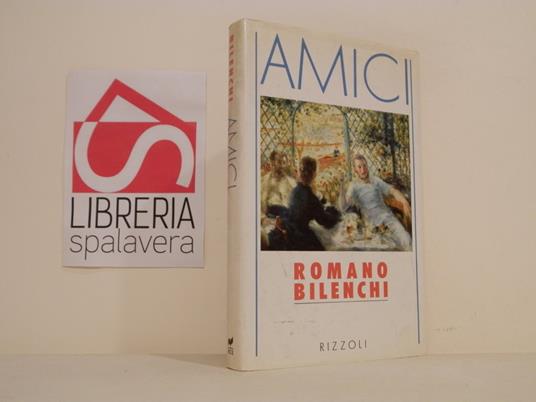 LIBRERIA
spalavera
BILENCHI AMICI
AMICI
ROMANO
BILENCHI
RIZZOLI